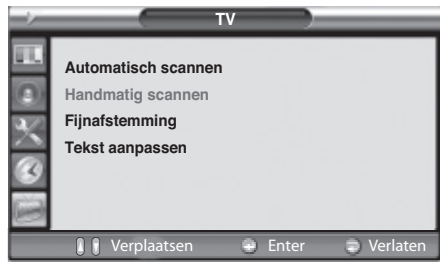 TV
Automatisch scannen
Handmatig scannen
Fijnafstemming
Tekst aanpassen
Verplaatsen Enter Verlaten